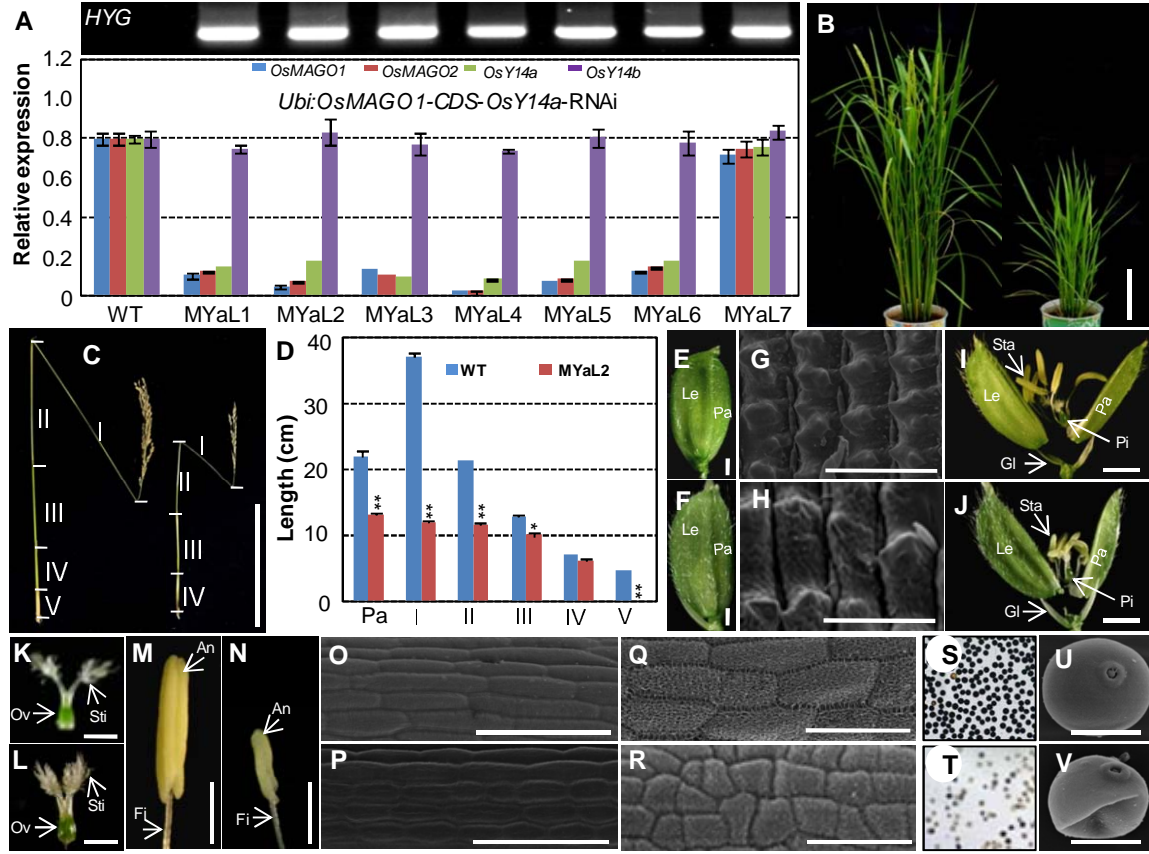 A
HYG
OsMAGO1 OsMAGO2 OsY14a OsY14b
Ubi:OsMAGO1-CDS-OsY14a-RNAi
Relative expression
1.2
1.0
0.8
0.6
0.4
0.2
0
WT MYaL1 MYaL2 MYaL3 MYaL4 MYaL5 MYaL6 MYaL7
B
C
I
II
III
IV
V
I
II
III
IV
D
WT MYaL2
Length (cm)
40
30
20
10
0
** ** ** * **
Pa I II III IV V
E
Le
Pa
F
Le
Pa
G
H
I
Sta
Le
Pa
Pi
Gl
J
Sta
Le
Pa
Pi
Gl
K
Ov
Sti
L
Ov
Sti
M
An
Fi
N
An
Fi
O
P
Q
R
S
T
U
V